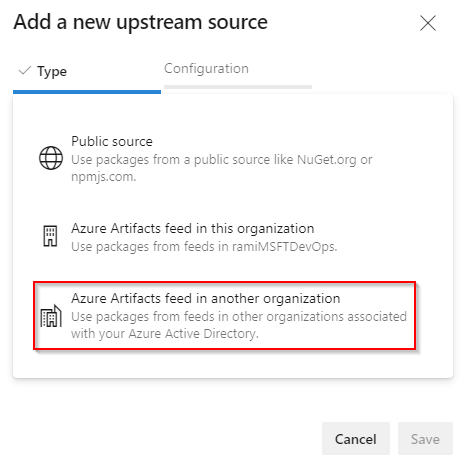 Add a new upstream source
Type
Configuration
Public source
Use packages from a public source like NuGet.org or
npmjs.com.
Azure Artifacts feed in this organization
Use packages from feeds in ramiMSFTDevOps.
Azure Artifacts feed in another organization
Use packages from feeds in other organizations associated
with your Azure Active Directory.
Cancel
Save